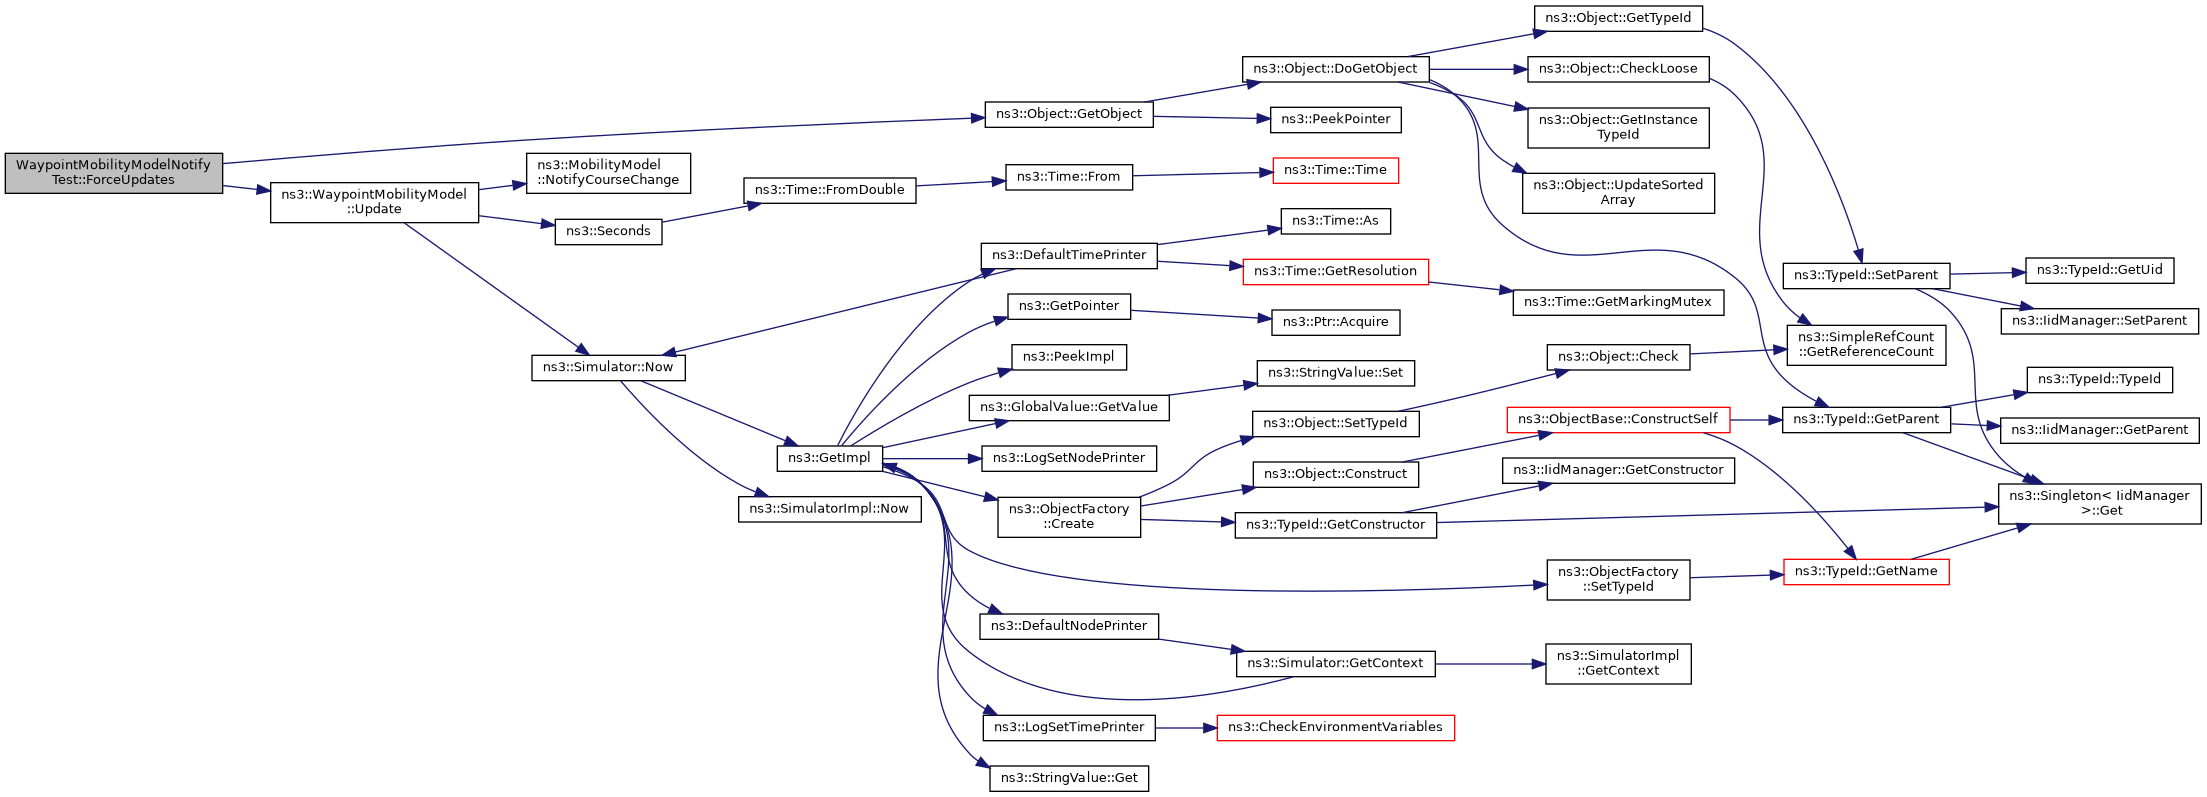 WaypointMobilityModelNotify
Test::ForceUpdates
ns3::WaypointMobilityModel
::Update
ns3::MobilityModel
::NotifyCourseChange
ns3::Seconds
ns3::Simulator::Now
ns3::Time::FromDouble
ns3::GetImpl
ns3::SimulatorImpl::Now
ns3::Object::GetObject
ns3::Time::From
ns3::DefaultTimePrinter
ns3::GetPointer
ns3::PeekImpl
ns3::GlobalValue::GetValue
ns3::LogSetNodePrinter
ns3::ObjectFactory
::Create
ns3::DefaultNodePrinter
ns3::LogSetTimePrinter
ns3::StringValue::Get
ns3::Object::DoGetObject
ns3::PeekPointer
ns3::Time::Time
ns3::Time::As
ns3::Time::GetResolution
ns3::Ptr::Acquire
ns3::StringValue::Set
ns3::Object::SetTypeId
ns3::Object::Construct
ns3::TypeId::GetConstructor
ns3::Simulator::GetContext
ns3::CheckEnvironmentVariables
ns3::Object::GetTypeId
ns3::Object::CheckLoose
ns3::Object::GetInstance
TypeId
ns3::Object::UpdateSorted
Array
ns3::Time::GetMarkingMutex
ns3::Object::Check
ns3::ObjectBase::ConstructSelf
ns3::IidManager::GetConstructor
ns3::ObjectFactory
::SetTypeId
ns3::SimulatorImpl
::GetContext
ns3::TypeId::SetParent
ns3::SimpleRefCount
::GetReferenceCount
ns3::TypeId::GetParent
ns3::TypeId::GetName
ns3::TypeId::GetUid
ns3::IidManager::SetParent
ns3::TypeId::TypeId
ns3::IidManager::GetParent
ns3::Singleton< IidManager
>::Get